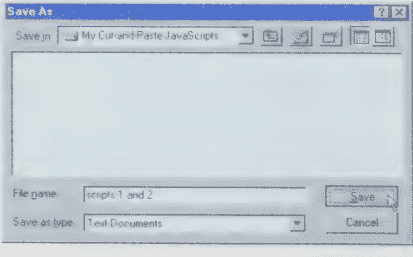 Save As
Save in: My Cut-and-Paste JavaScripts
File name: scripts 1 and 2 Save
Save as type: Text Documents Cancel